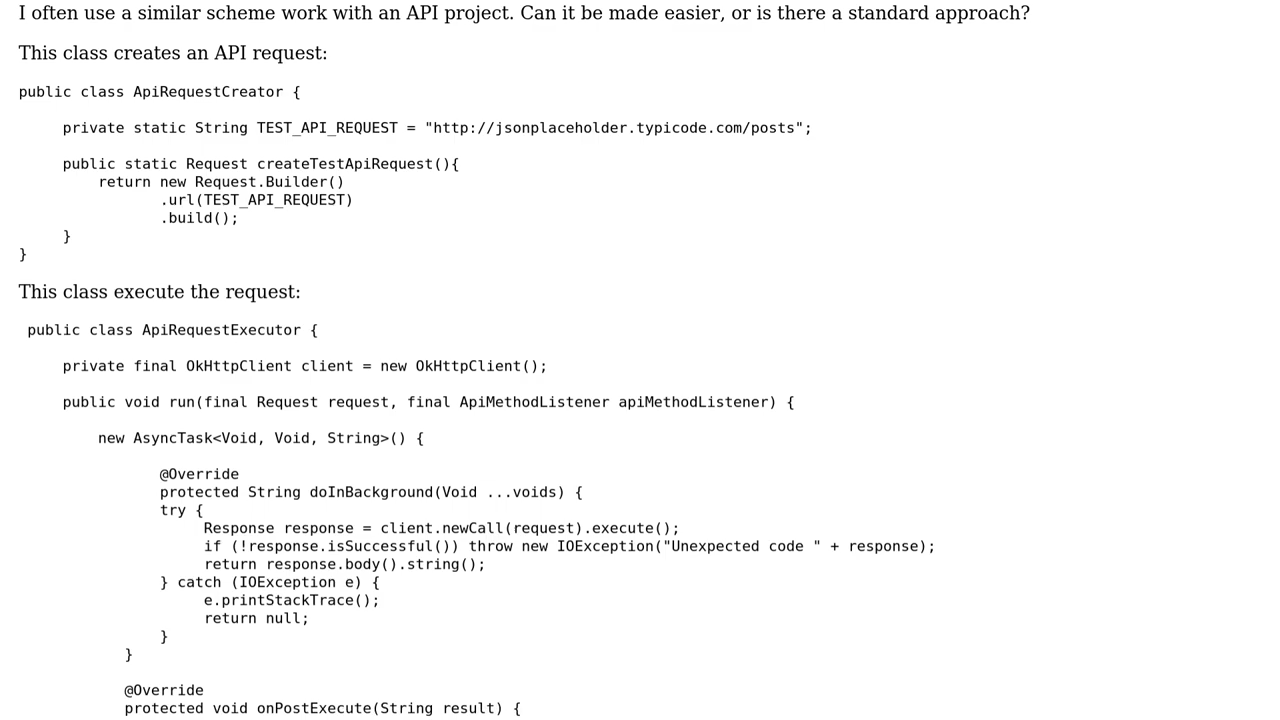 I often use a similar scheme work with an API project. Can it be made easier, or is there a standard approach?
This class creates an API request:
public class ApiRequestCreator {
private static String TEST_API_REQUEST = "http://jsonplaceholder.typicode.com/posts";
public static Request createTestApiRequest(){
return new Request.Builder()
.url(TEST_API_REQUEST)
.build();
}
}
This class execute the request:
public class ApiRequestExecutor {
private final OkHttpClient client = new OkHttpClient();
public void run(final Request request, final ApiMethodListener apiMethodListener) {
new AsyncTask<Void, Void, String>() {
@Override
protected String doInBackground(Void ...voids) {
try {
Response response = client.newCall(request).execute();
if (!response.isSuccessful()) throw new IOException("Unexpected code " + response);
return response.body().string();
} catch (IOException e) {
e.printStackTrace();
return null;
}
}
@Override
protected void onPostExecute(String result) {